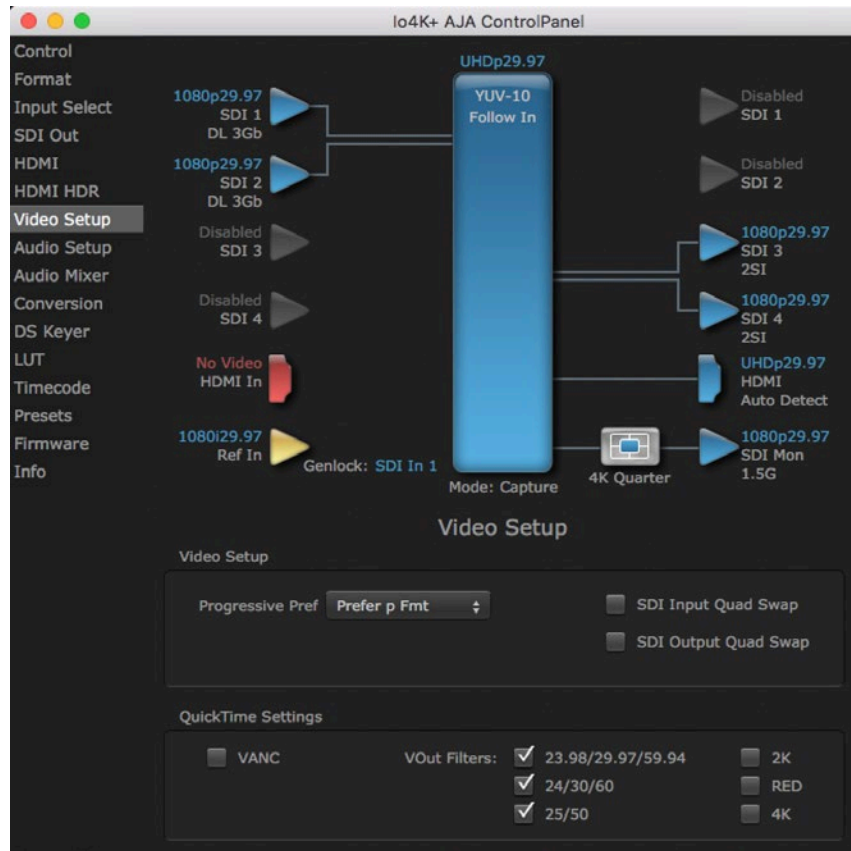 Io4K+ AJA ControlPanel
Control
Format
Input Select
SDI Out
HDMI
HDMI HDR
Video Setup
Audio Setup
Audio Mixer
Conversion
DS Keyer
LUT
Timecode
Presets
Firmware
Info
1080p29.97
SDI 1
DL 3Gb
1080p29.97
SDI 2
DL 3Gb
Disabled
SDI 3
Disabled
SDI 4
No Video
HDMI In
1080i29.97
Ref In
Genlock: SDI In 1
UHDp29.97
YUV-10
Follow In
Mode: Capture
Disabled
SDI 1
Disabled
SDI 2
1080p29.97
SDI 3
2SI
1080p29.97
SDI 4
2SI
UHDp29.97
HDMI
Auto Detect
4K Quarter
1080p29.97
SDI Mon
1.5G
Video Setup
Video Setup
Progressive Pref Prefer p Fmt
SDI Input Quad Swap
SDI Output Quad Swap
QuickTime Settings
VANC
VOut Filters: 23.98/29.97/59.94
24/30/60
25/50
2K
RED
4K